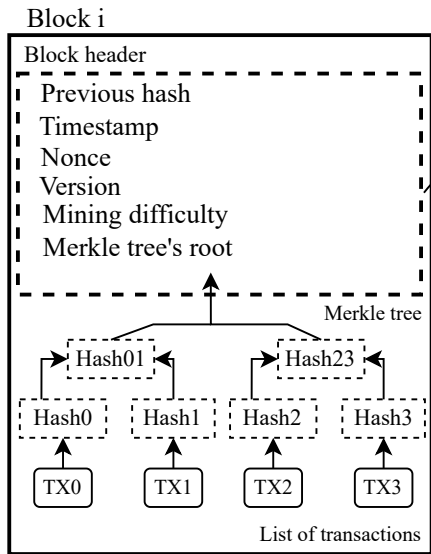 Block i
Block header
Previous hash
Timestamp
Nonce
Version
Mining difficulty
Merkle tree's root
Merkle tree
Hash01 Hash23
Hash0 Hash1 Hash2 Hash3
TX0 TX1 TX2 TX3
List of transactions